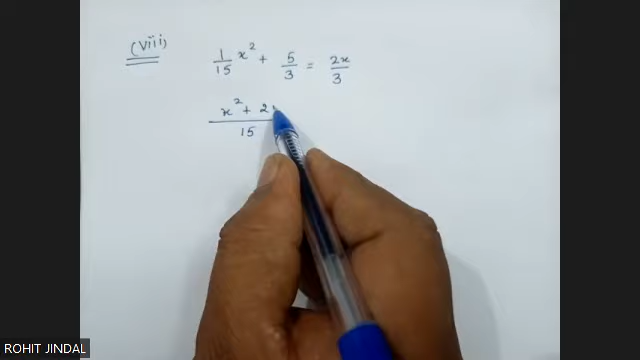 (viii) 1/15 x² + 5/3 = 2x/3
x² + 2
15
ROHIT JINDAL